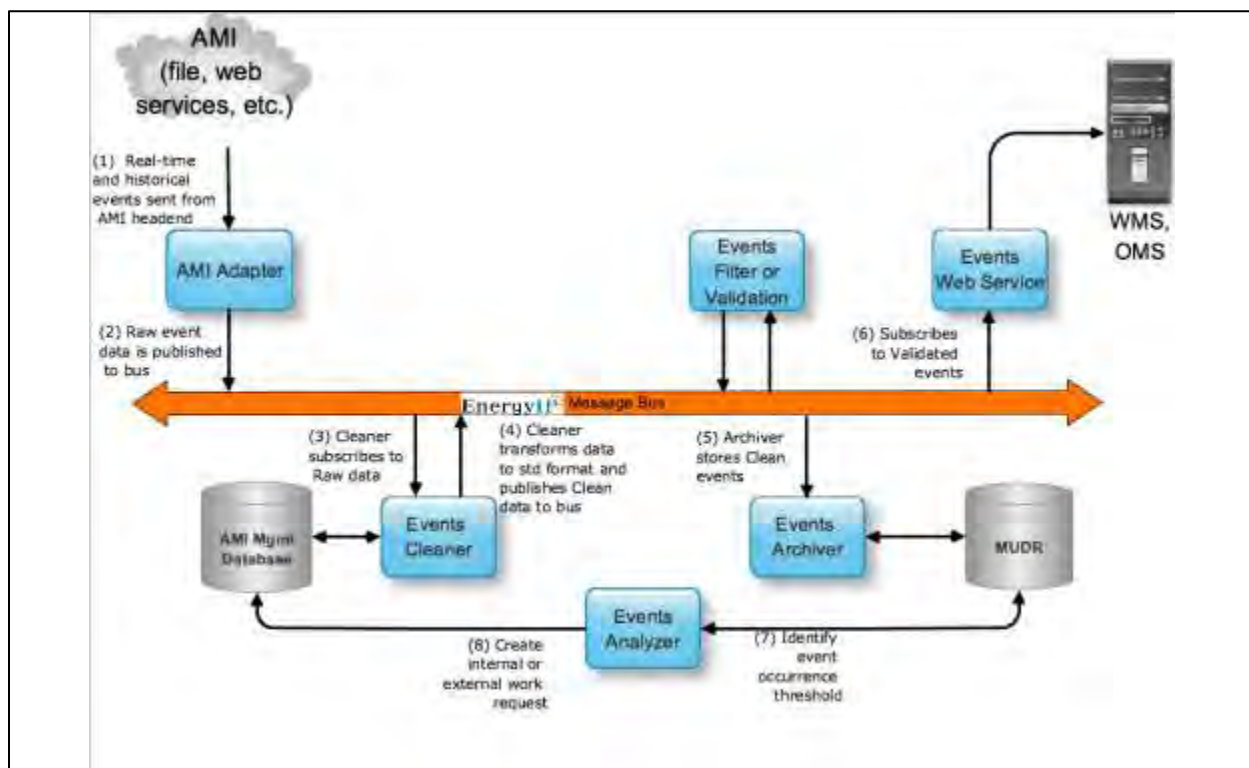 AMI
(file, web
services, etc.)
(1) Real-time
and historical
events sent from
AMI headend
AMI Adapter
(2) Raw event
data is published
to bus
Events
Filter or
Validation
Events
Web Service
WMS,
OMS
(6) Subscribes
to Validated
events
Message Bus
(3) Cleaner
subscribes to
Raw data
(4) Cleaner
transforms data
to std format and
publishes Clean
data to bus
(5) Archiver
stores Clean
events
AMI Mgmt
Database
Events
Cleaner
Events
Archiver
MUDR
Events
Analyzer
(8) Create
internal or
external work
request
(7) Identify
event
occurrence
threshold